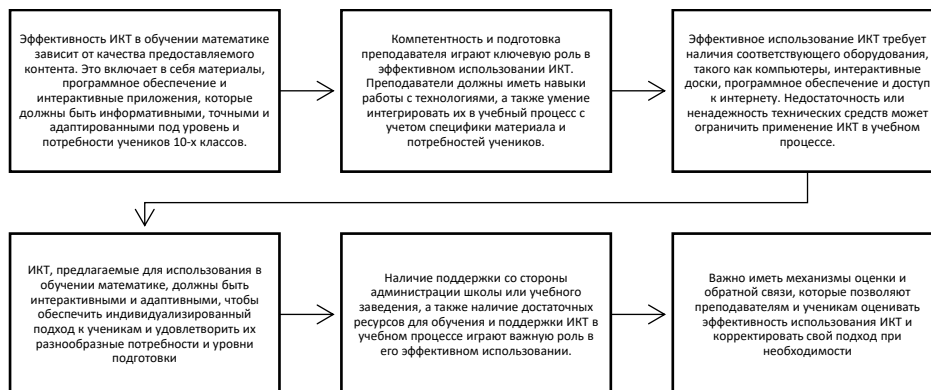 Эффективность ИКТ в обучении математике
зависит от качества предоставляемого
контента. Это включает в себя материалы,
программное обеспечение и
интерактивные приложения, которые
должны быть информативными, точными и
адаптированными под уровень и
потребности учеников 10-х классов.
Компетентность и подготовка
преподавателя играют ключевую роль в
эффективном использовании ИКТ.
Преподаватели должны иметь навыки
работы с технологиями, а также умение
интегрировать их в учебный процесс с
учетом специфики материала и
потребностей учеников.
Эффективное использование ИКТ требует
наличия соответствующего оборудования,
такого как компьютеры, интерактивные
доски, программное обеспечение и доступ
к интернету. Недостаточность или
ненадежность технических средств может
ограничить применение ИКТ в учебном
процессе.
ИКТ, предлагаемые для использования в
обучении математике, должны быть
интерактивными и адаптивными, чтобы
обеспечить индивидуализированный
подход к ученикам и удовлетворить их
разнообразные потребности и уровни
подготовки
Наличие поддержки со стороны
администрации школы или учебного
заведения, а также наличие достаточных
ресурсов для обучения и поддержки ИКТ в
учебном процессе играют важную роль в
его эффективном использовании.
Важно иметь механизмы оценки и
обратной связи, которые позволяют
преподавателям и ученикам оценивать
эффективность использования ИКТ и
корректировать свой подход при
необходимости